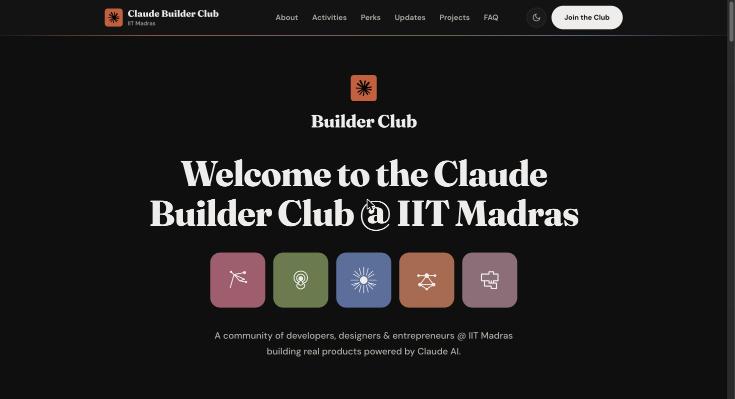 Claude Builder Club
IIT Madras
About Activities Perks Updates Projects FAQ
Join the Club
Builder Club
Welcome to the Claude
Builder Club @ IIT Madras
A community of developers, designers & entrepreneurs @ IIT Madras
building real products powered by Claude AI.